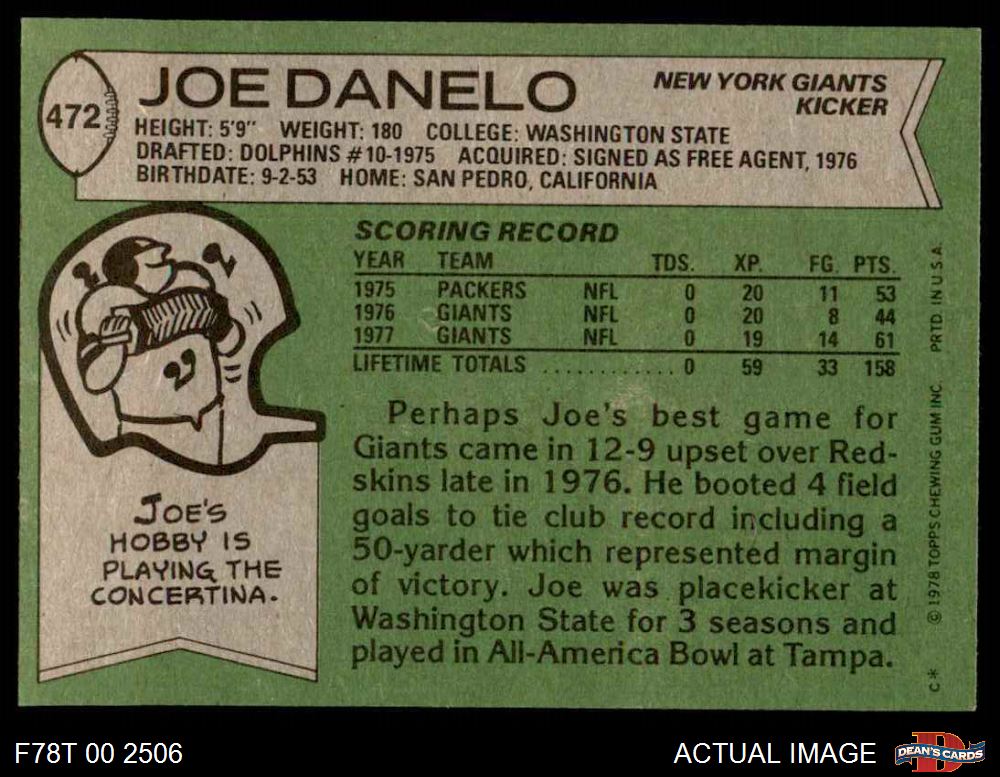 472
JOE DANELO
NEW YORK GIANTS
KICKER
HEIGHT: 5'9" WEIGHT: 180 COLLEGE: WASHINGTON STATE
DRAFTED: DOLPHINS #10-1975 ACQUIRED: SIGNED AS FREE AGENT, 1976
BIRTHDATE: 9-2-53 HOME: SAN PEDRO, CALIFORNIA
SCORING RECORD
YEAR TEAM TDS. XP. FG. PTS.
1975 PACKERS NFL 0 20 11 53
1976 GIANTS NFL 0 20 8 44
1977 GIANTS NFL 0 19 14 61
LIFETIME TOTALS ............ 0 59 33 158
Perhaps Joe's best game for
Giants came in 12-9 upset over Red-
skins late in 1976. He booted 4 field
goals to tie club record including a
50-yarder which represented margin
of victory. Joe was placekicker at
Washington State for 3 seasons and
played in All-America Bowl at Tampa.
JOE'S
HOBBY IS
PLAYING THE
CONCERTINA.
C* © 1978 TOPPS CHEWING GUM INC. PRTD. IN U.S.A.
F78T 00 2506
ACTUAL IMAGE
D
DEAN'S CARDS